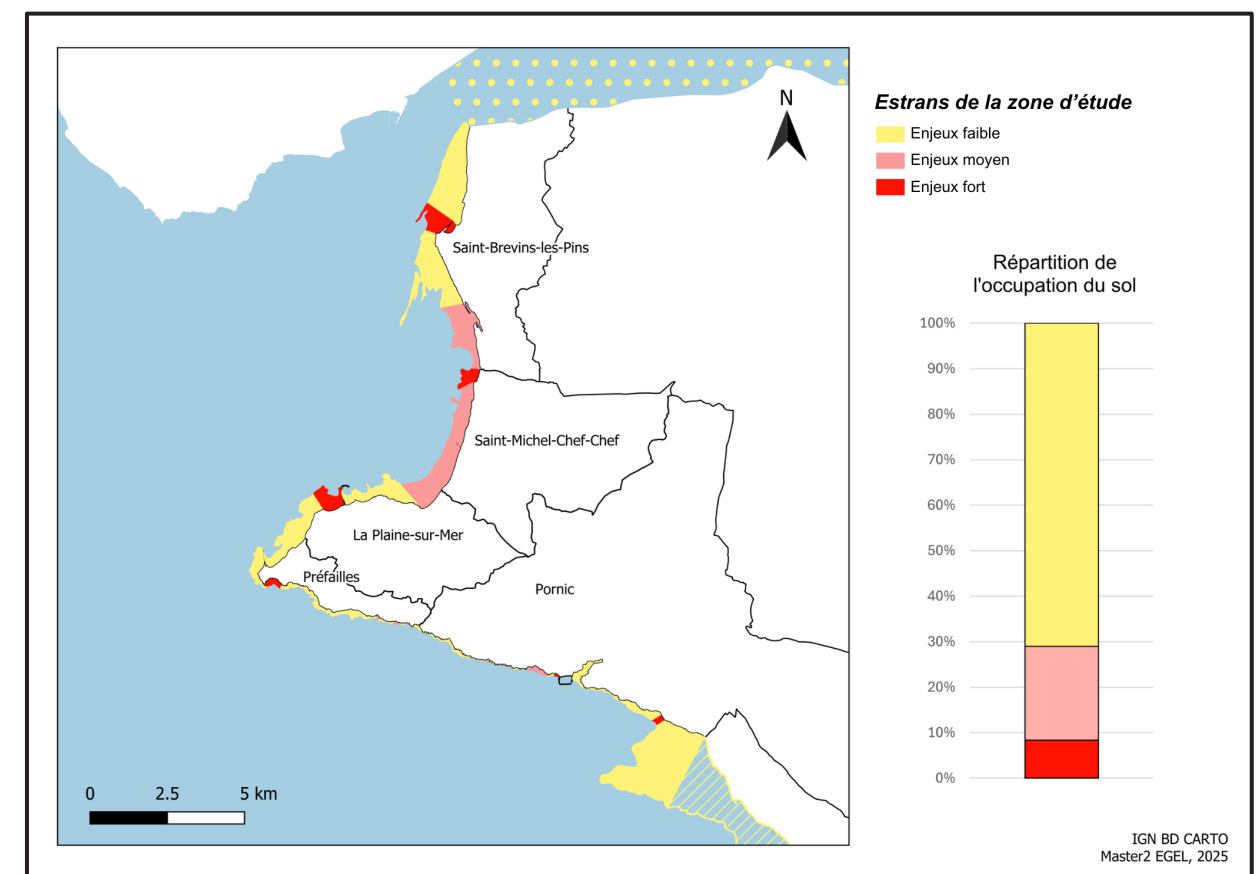 N
Saint-Brevins-les-Pins
Saint-Michel-Chef-Chef
La Plaine-sur-Mer
Préfailles
Pornic
0 2.5 5 km
Estrans de la zone d'étude
Enjeux faible
Enjeux moyen
Enjeux fort
Répartition de
l'occupation du sol
100%
90%
80%
70%
60%
50%
40%
30%
20%
10%
0%
IGN BD CARTO
Master2 EGEL, 2025